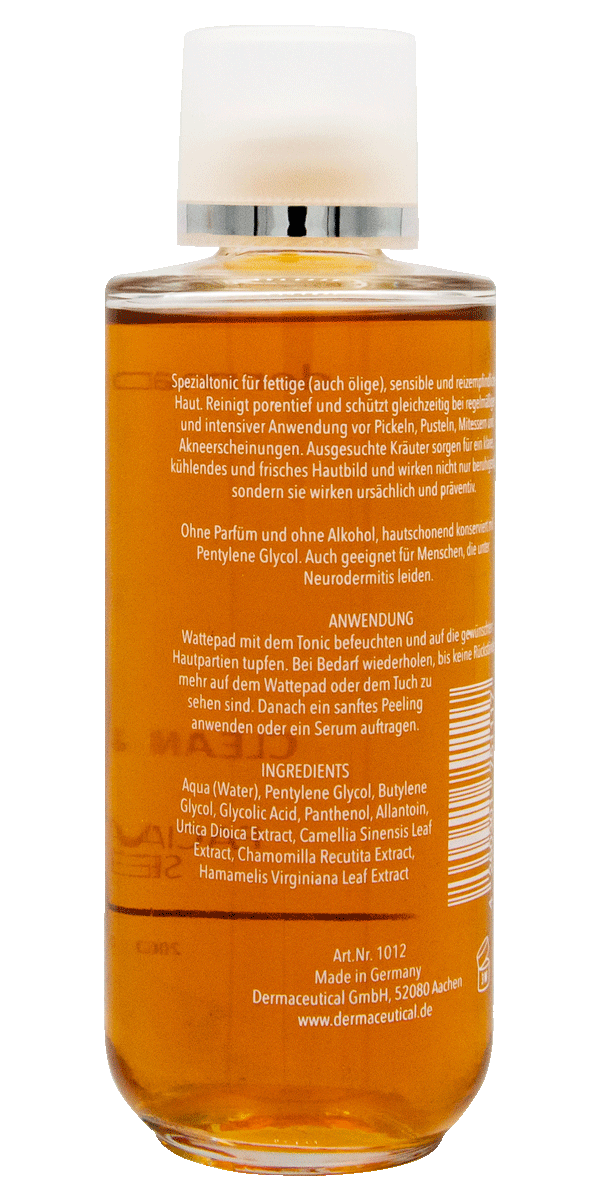 Spezialtonic für fettige (auch ölige), sensible und
Haut. Reinigt porentief und schützt gleichzeitig bei
und intensiver Anwendung vor Pickeln, Pusteln, Mitessern und
Akneerscheinungen. Ausgesuchte Kräuter sorgen für ein klares,
kühlendes und frisches Hautbild und wirken nicht nur
sondern sie wirken ursächlich und präventiv.
Ohne Parfüm und ohne Alkohol, hautschonend konserviert mit
Pentylene Glycol. Auch geeignet für Menschen, die unter
Neurodermitis leiden.
ANWENDUNG
Wattepad mit dem Tonic befeuchten und auf die gewünschten
Hautpartien tupfen. Bei Bedarf wiederholen, bis keine
mehr auf dem Wattepad oder dem Tuch zu
sehen sind. Danach ein sanftes Peeling
anwenden oder ein Serum auftragen.
INGREDIENTS
Aqua (Water), Pentylene Glycol, Butylene
Glycol, Glycolic Acid, Panthenol, Allantoin,
Urtica Dioica Extract, Camellia Sinensis Leaf
Extract, Chamomilla Recutita Extract,
Hamamelis Virginiana Leaf Extract
Art.Nr. 1012
Made in Germany
Dermaceutical GmbH, 52080 Aachen
www.dermaceutical.de
CLEAN